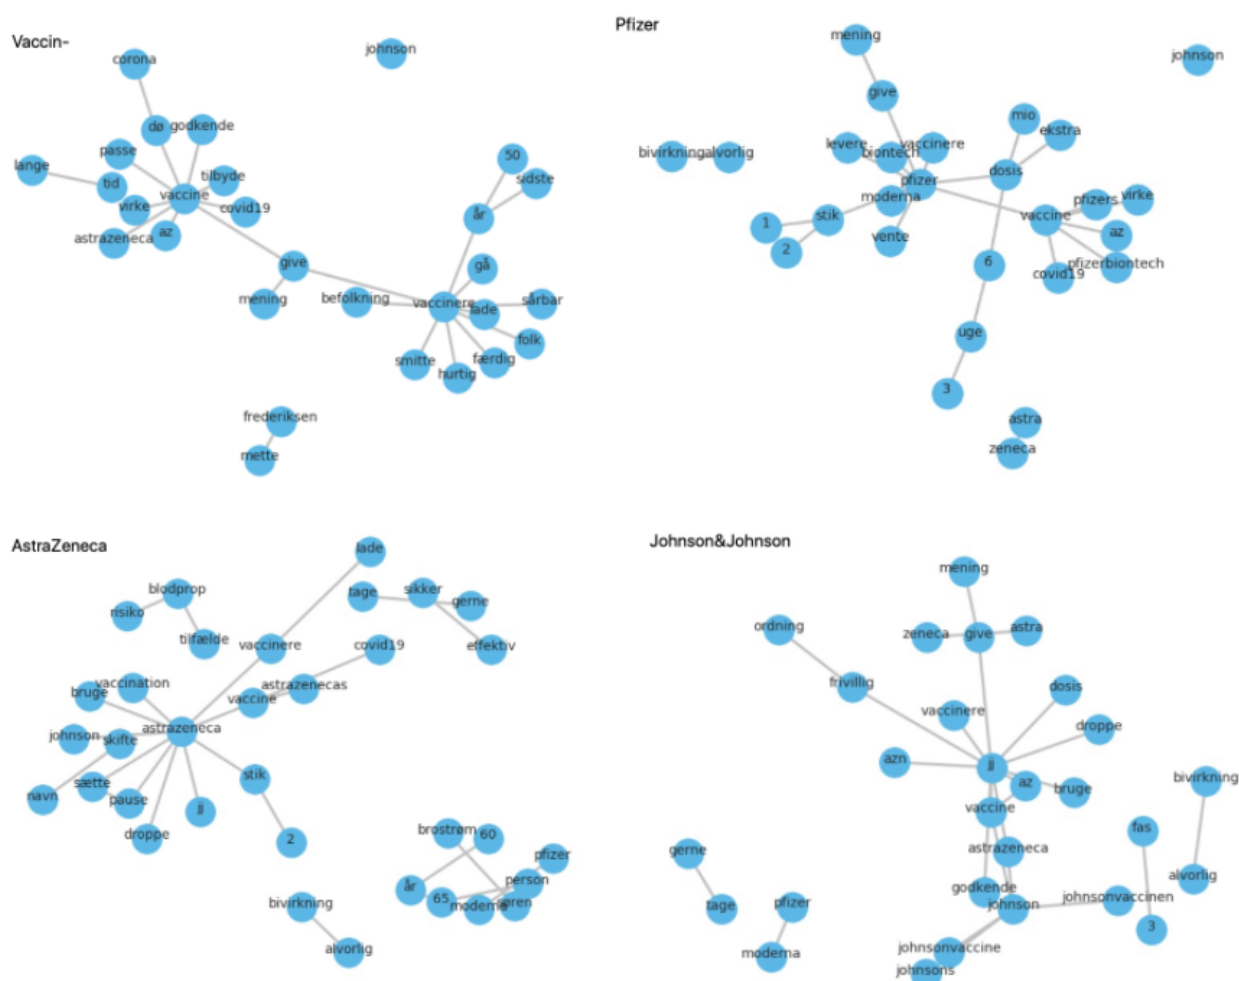 Vaccin-
johnson
corona
dø
godkende
passe
lange
tid
tilbyde
vaccine
virke
covid19
astrazeneca
az
50
sidste
år
give
gå
mening
befolkning
vaccinere
lade
sårbar
folk
smitte
hurtig
færdig
frederiksen
mette
Pfizer
mening
johnson
give
mio
ekstra
levere
vaccinere
biontech
bivirkning
alvorlig
dosis
pfizer
moderna
pfizers
virke
1
stik
vaccine
2
vente
az
6
covid19
pfizerbiontech
uge
3
astra
zeneca
AstraZeneca
lade
blodprop
risiko
tage
sikker
gerne
tilfælde
vaccinere
covid19
effektiv
vaccination
bruge
astrazenecas
vaccine
astrazeneca
johnson
skifte
sætte
stik
navn
pause
jj
droppe
2
brostrøm
60
pfizer
person
år
65
moderna
søren
bivirkning
alvorlig
Johnson&Johnson
mening
ordning
zeneca
give
astra
frivillig
dosis
vaccinere
droppe
azn
jj
az
bruge
bivirkning
vaccine
fas
gerne
astrazeneca
alvorlig
godkende
johnsonvaccinen
tage
pfizer
johnson
3
moderna
johnsonvaccine
johnsons